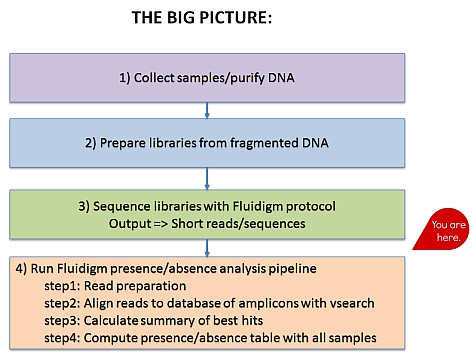 THE BIG PICTURE:
1) Collect samples/purify DNA
2) Prepare libraries from fragmented DNA
3) Sequence libraries with Fluidigm protocol
Output => Short reads/sequences
You are
here.
4) Run Fluidigm presence/absence analysis pipeline
step1: Read preparation
step2: Align reads to database of amplicons with vsearch
step3: Calculate summary of best hits
step4: Compute presence/absence table with all samples